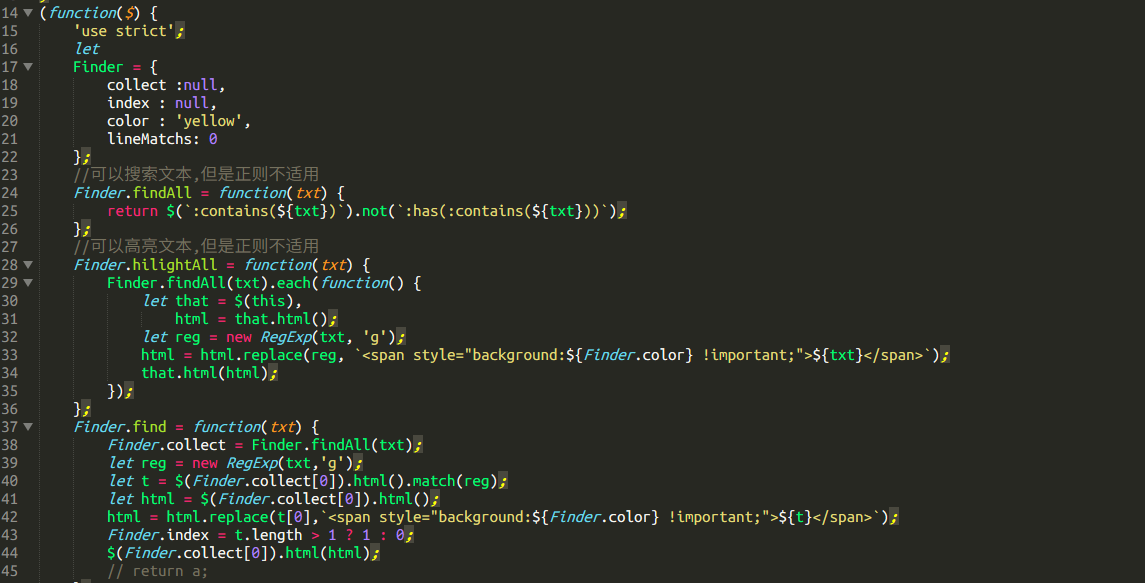 14 (function($) {
15 'use strict';
16 let
17 Finder = {
18 collect :null,
19 index : null,
20 color : 'yellow',
21 lineMatchs: 0
22 };
23 //可以搜索文本,但是正则不适用
24 Finder.findAll = function(txt) {
25 return $(`:contains(${txt})`).not(`:has(:contains(${txt}))`);
26 };
27 //可以高亮文本,但是正则不适用
28 Finder.hilightAll = function(txt) {
29 Finder.findAll(txt).each(function() {
30 let that = $(this),
31 html = that.html();
32 let reg = new RegExp(txt, 'g');
33 html = html.replace(reg, `<span style="background:${Finder.color} !important;">${txt}</span>`);
34 that.html(html);
35 });
36 };
37 Finder.find = function(txt) {
38 Finder.collect = Finder.findAll(txt);
39 let reg = new RegExp(txt,'g');
40 let t = $(Finder.collect[0]).html().match(reg);
41 let html = $(Finder.collect[0]).html();
42 html = html.replace(t[0],`<span style="background:${Finder.color} !important;">${t}</span>`);
43 Finder.index = t.length > 1 ? 1 : 0;
44 $(Finder.collect[0]).html(html);
45 // return a;